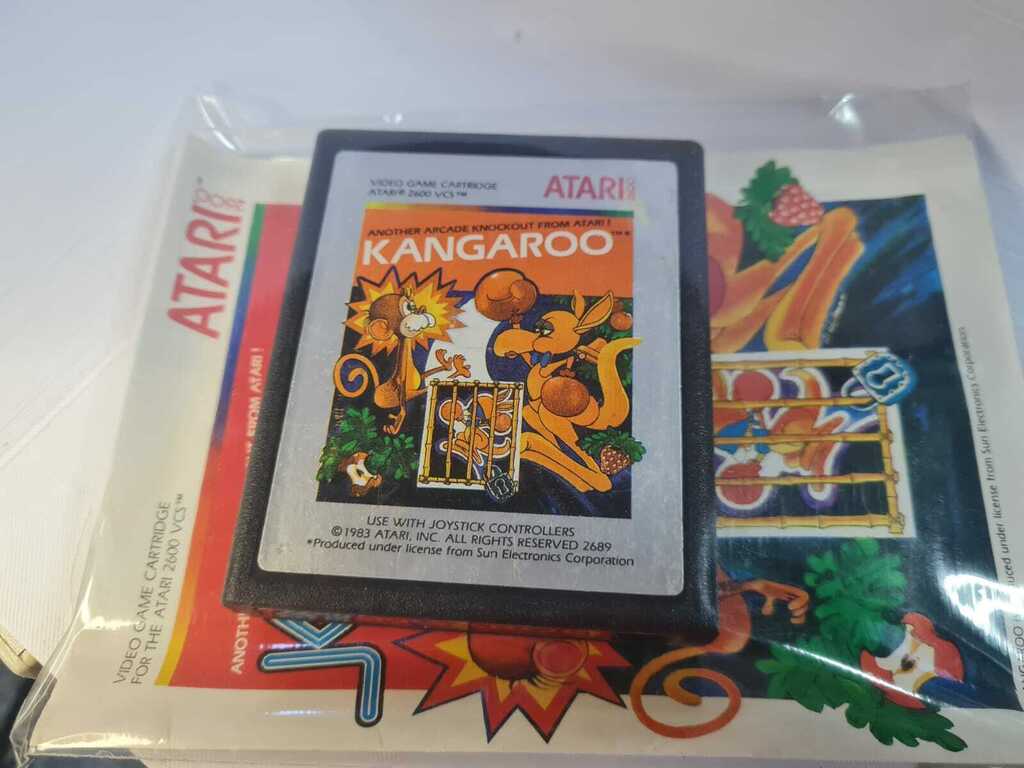 VIDEO GAME CARTRIDGE
ATARI® 2600 VCS™
ATARI
ANOTHER ARCADE KNOCKOUT FROM ATARI!
KANGAROO™*
USE WITH JOYSTICK CONTROLLERS
©1983 ATARI, INC. ALL RIGHTS RESERVED 2689
*Produced under license from Sun Electronics Corporation
ATARI
FROM ATARI!
VIDEO GAME CARTRIDGE
FOR THE ATARI 2600 VCS™
under license from Sun Electronics Corporation